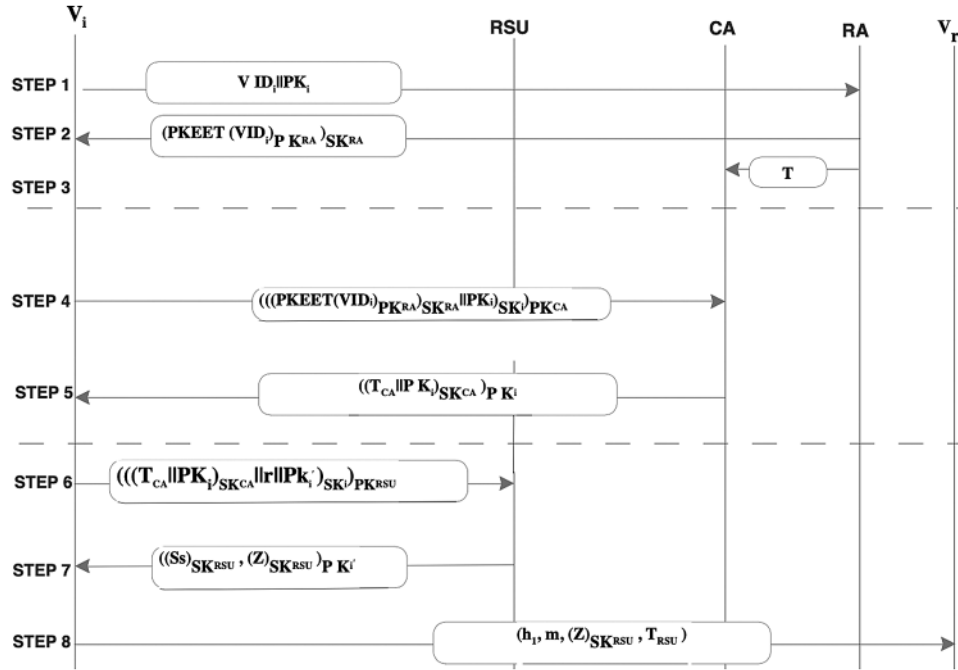 V_i RSU CA RA V_r
STEP 1 V ID_i||PK_i
STEP 2 (PKEET (VID_i)_P K^RA )_SK^RA
STEP 3 T
STEP 4 (((PKEET(VID_i)_PK^RA)_SK^RA||PK_i)_SK^i)_PK^CA
STEP 5 ((T_CA||P K_i)_SK^CA )_P K^i
STEP 6 (((T_CA||PK_i)_SK^CA||r||Pk_i´)_SK^i)_PK^RSU
STEP 7 ((Ss)_SK^RSU , (Z)_SK^RSU )_P K^i'
STEP 8 (h_1, m, (Z)_SK^RSU , T_RSU )